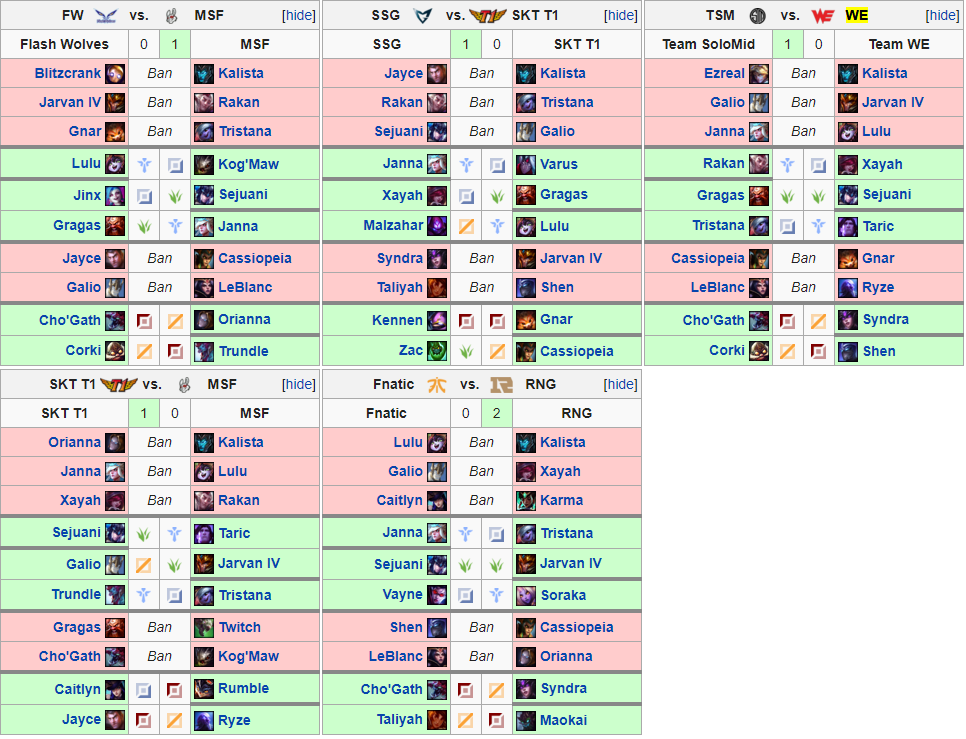 FW vs. MSF [hide]
Flash Wolves 0 1 MSF
Blitzcrank Ban Kalista
Jarvan IV Ban Rakan
Gnar Ban Tristana
Lulu Kog'Maw
Jinx Sejuani
Gragas Janna
Jayce Ban Cassiopeia
Galio Ban LeBlanc
Cho'Gath Orianna
Corki Trundle
SSG vs. SKT T1 [hide]
SSG 1 0 SKT T1
Jayce Ban Kalista
Rakan Ban Tristana
Sejuani Ban Galio
Janna Varus
Xayah Gragas
Malzahar Lulu
Syndra Ban Jarvan IV
Taliyah Ban Shen
Kennen Gnar
Zac Cassiopeia
TSM vs. WE WE [hide]
Team SoloMid 1 0 Team WE
Ezreal Ban Kalista
Galio Ban Jarvan IV
Janna Ban Lulu
Rakan Xayah
Gragas Sejuani
Tristana Taric
Cassiopeia Ban Gnar
LeBlanc Ban Ryze
Cho'Gath Syndra
Corki Shen
SKT T1 vs. MSF [hide]
SKT T1 1 0 MSF
Orianna Ban Kalista
Janna Ban Lulu
Xayah Ban Rakan
Sejuani Taric
Galio Jarvan IV
Trundle Tristana
Gragas Ban Twitch
Cho'Gath Ban Kog'Maw
Caitlyn Rumble
Jayce Ryze
Fnatic vs. RNG [hide]
Fnatic 0 2 RNG
Lulu Ban Kalista
Galio Ban Xayah
Caitlyn Ban Karma
Janna Tristana
Sejuani Jarvan IV
Vayne Soraka
Shen Ban Cassiopeia
LeBlanc Ban Orianna
Cho'Gath Syndra
Taliyah Maokai